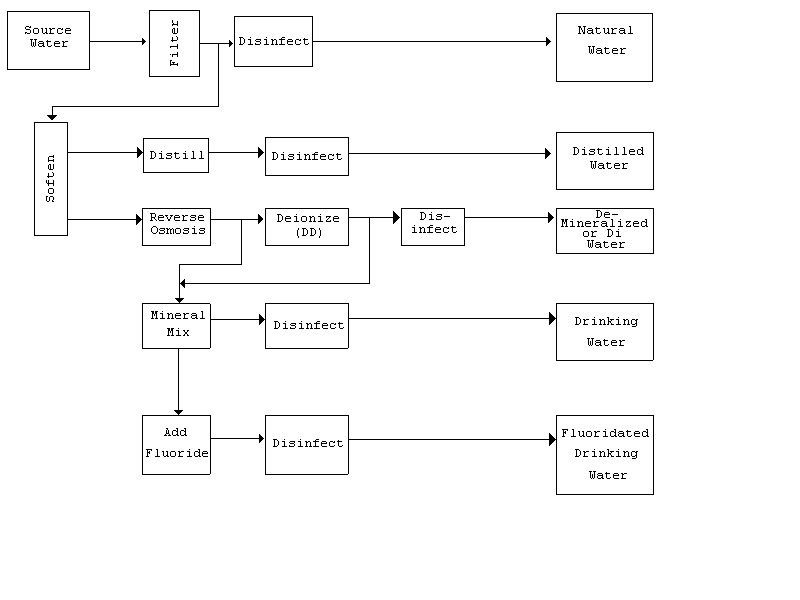 Source
Water
Filter
Disinfect
Natural
Water
Soften
Distill
Disinfect
Distilled
Water
Reverse
Osmosis
Deionize
(DD)
Dis-
infect
De-
Mineralized
or Di
Water
Mineral
Mix
Disinfect
Drinking
Water
Add
Fluoride
Disinfect
Fluoridated
Drinking
Water